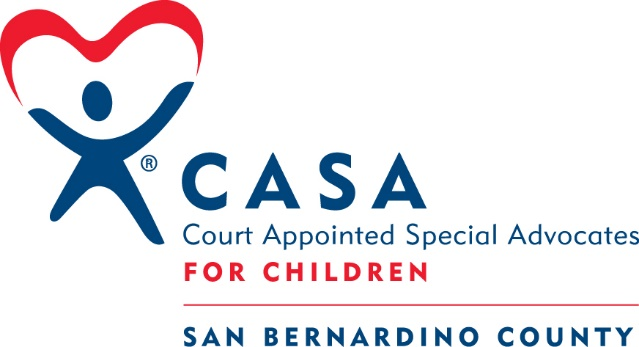 ® CASA
Court Appointed Special Advocates
FOR CHILDREN
SAN BERNARDINO COUNTY